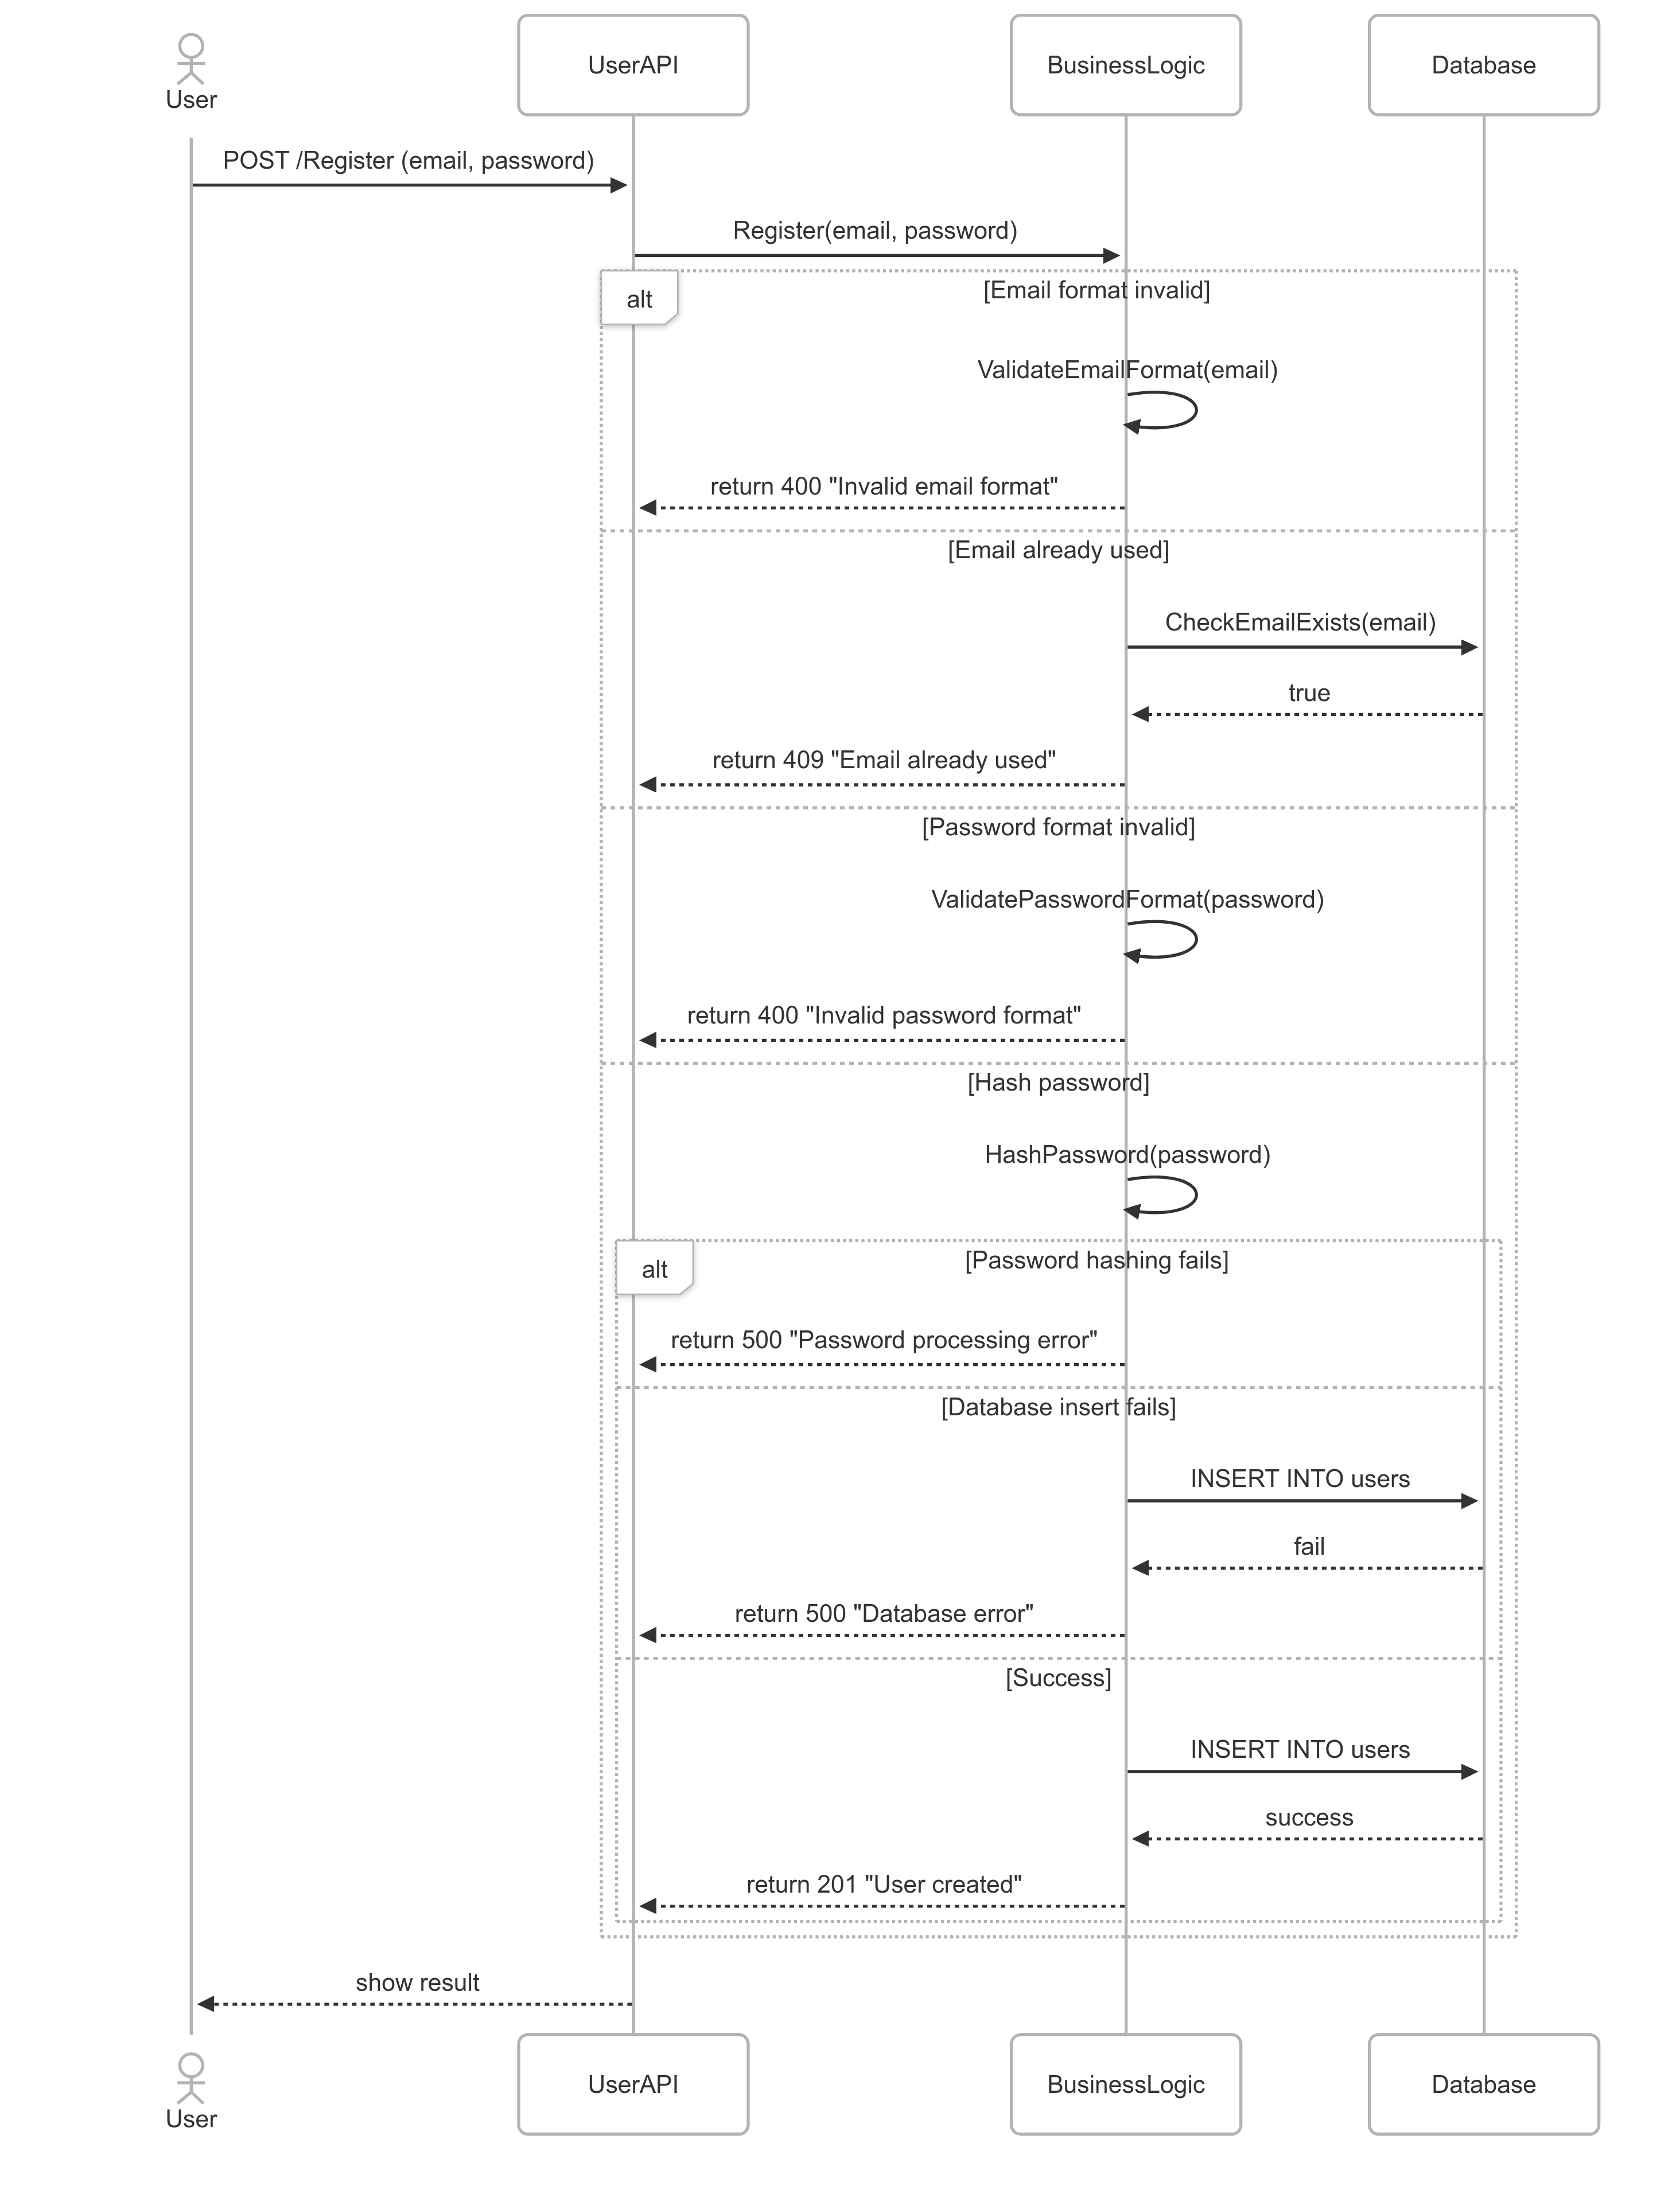 User
UserAPI
BusinessLogic
Database
POST /Register (email, password)
Register(email, password)
alt
[Email format invalid]
ValidateEmailFormat(email)
return 400 "Invalid email format"
[Email already used]
CheckEmailExists(email)
true
return 409 "Email already used"
[Password format invalid]
ValidatePasswordFormat(password)
return 400 "Invalid password format"
[Hash password]
HashPassword(password)
alt
[Password hashing fails]
return 500 "Password processing error"
[Database insert fails]
INSERT INTO users
fail
return 500 "Database error"
[Success]
INSERT INTO users
success
return 201 "User created"
show result
User
UserAPI
BusinessLogic
Database